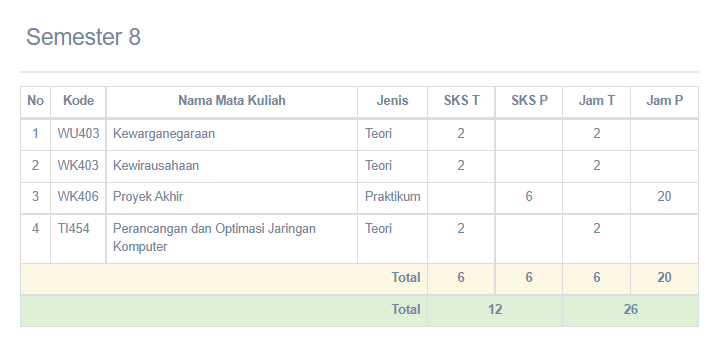 Semester 8
No Kode Nama Mata Kuliah Jenis SKS T SKS P Jam T Jam P
1 WU403 Kewarganegaraan Teori 2 2
2 WK403 Kewirausahaan Teori 2 2
3 WK406 Proyek Akhir Praktikum 6 20
4 TI454 Perancangan dan Optimasi Jaringan Teori 2 2
Komputer
Total 6 6 6 20
Total 12 26